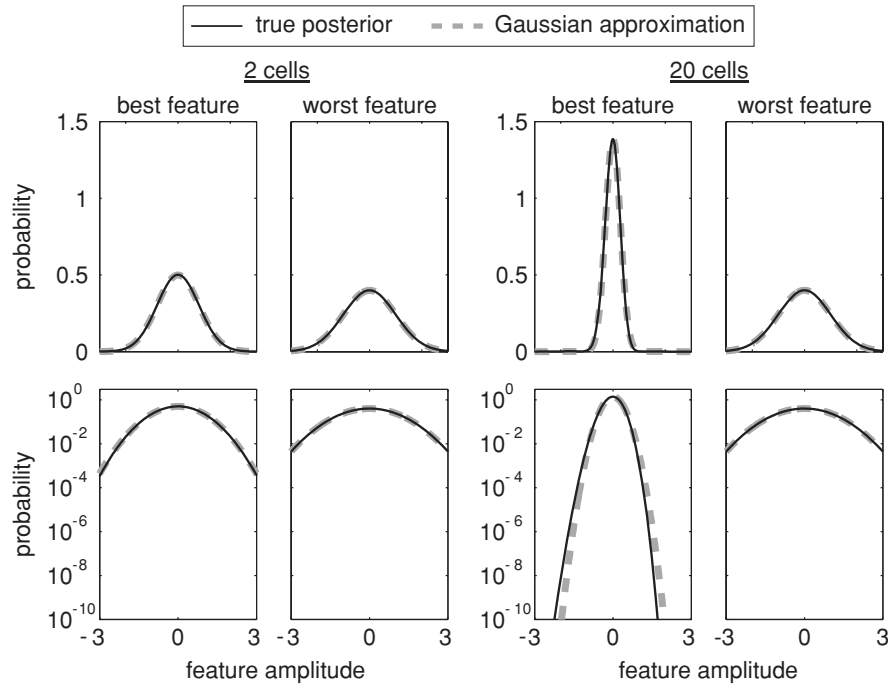 true posterior Gaussian approximation
2 cells 20 cells
best feature worst feature best feature worst feature
1.5
1
0.5
0
probability
10^0
10^-2
10^-4
10^-6
10^-8
10^-10
probability
-3 0 3 -3 0 3 -3 0 3 -3 0 3
feature amplitude feature amplitude
1.5
1
0.5
0
10^0
10^-2
10^-4
10^-6
10^-8
10^-10